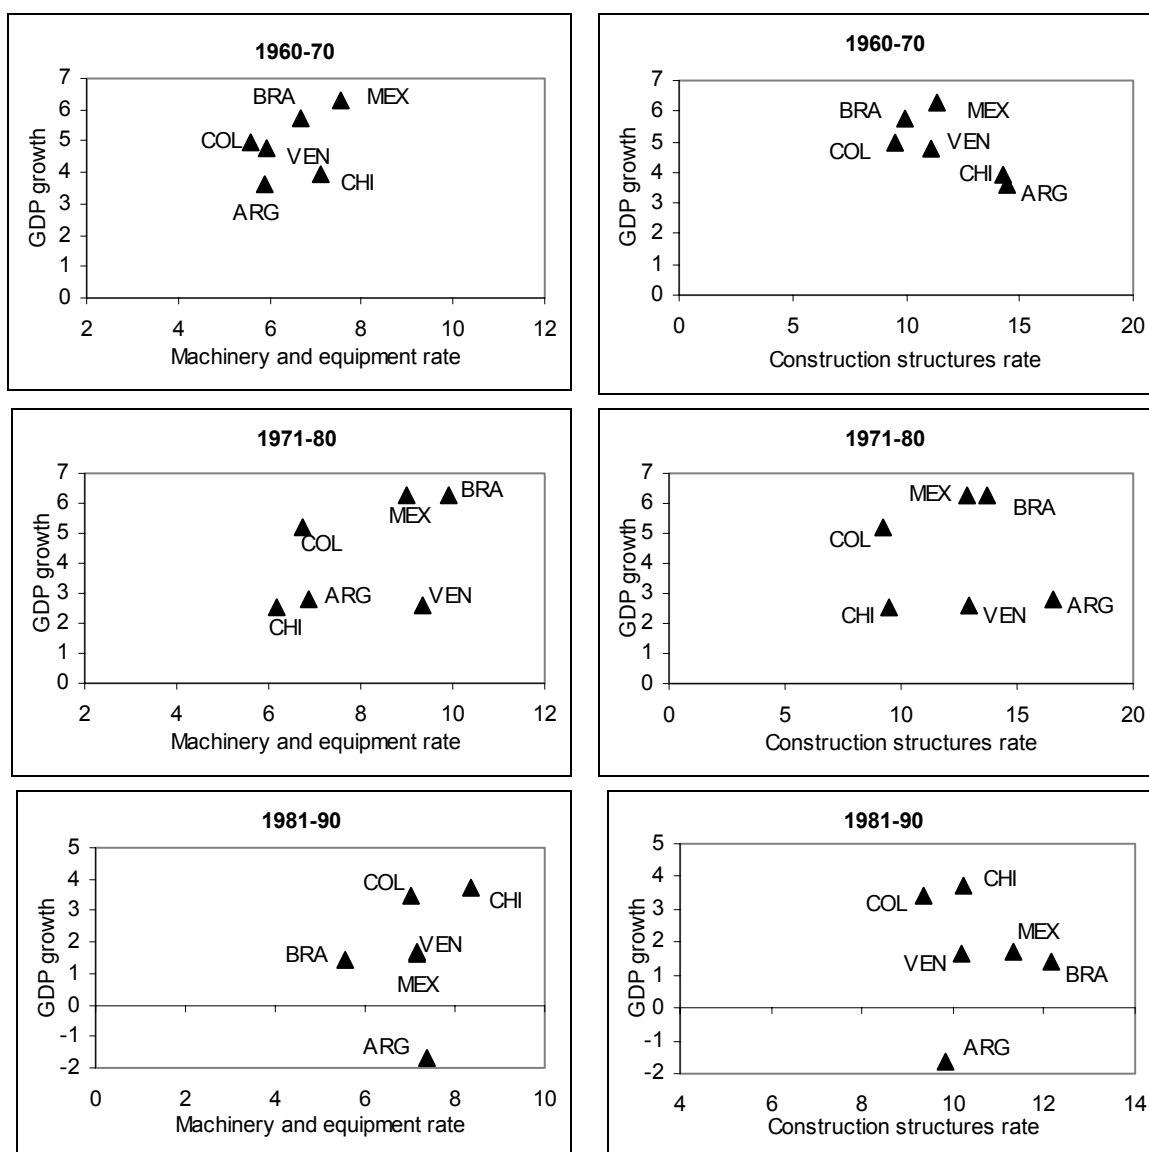 1960-70
GDP growth
7
6
5
4
3
2
1
0
BRA
MEX
COL
VEN
CHI
ARG
2 4 6 8 10 12
Machinery and equipment rate
1960-70
GDP growth
7
6
5
4
3
2
1
0
BRA
MEX
COL
VEN
CHI
ARG
0 5 10 15 20
Construction structures rate
1971-80
GDP growth
7
6
5
4
3
2
1
0
BRA
MEX
COL
ARG
VEN
CHI
2 4 6 8 10 12
Machinery and equipment rate
1971-80
GDP growth
7
6
5
4
3
2
1
0
MEX
BRA
COL
CHI
VEN
ARG
0 5 10 15 20
Construction structures rate
1981-90
GDP growth
5
4
3
2
1
0
-1
-2
COL
CHI
BRA
VEN
MEX
ARG
0 2 4 6 8 10
Machinery and equipment rate
1981-90
GDP growth
5
4
3
2
1
0
-1
-2
COL
CHI
VEN
MEX
BRA
ARG
4 6 8 10 12 14
Construction structures rate